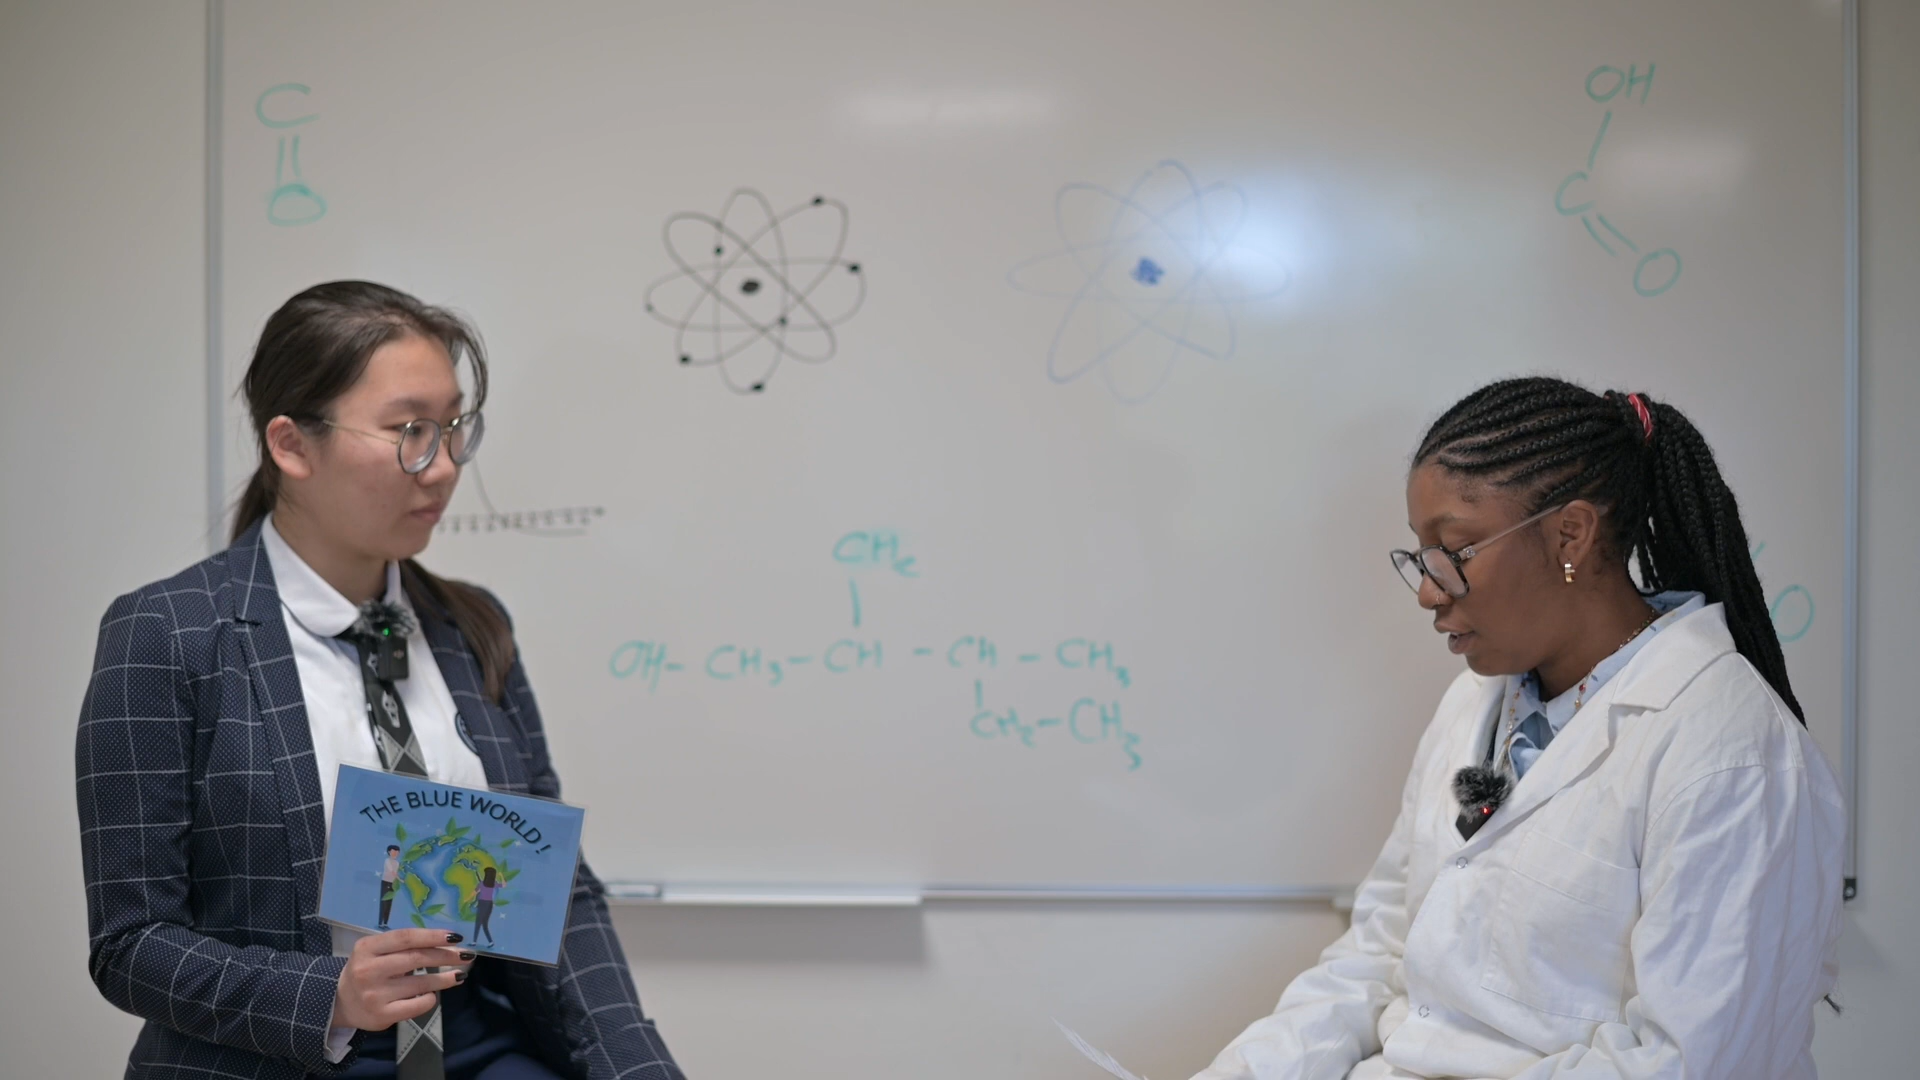 C
||
O
OH
C
O
CH2
OH- CH3- CH - CH - CH3
CH2-CH3
O
THE BLUE WORLD!